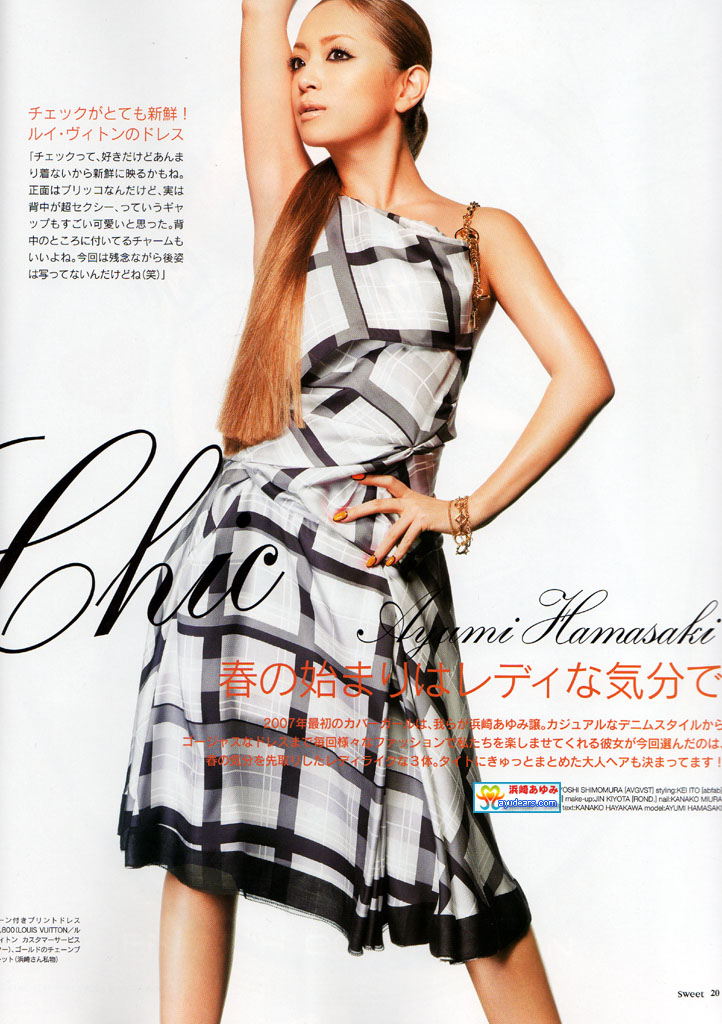 チェックがとても新鮮！
ルイ・ヴィトンのドレス
「チェックって、好きだけどあんま
り着ないから新鮮に映るかもね。
正面はブリッコなんだけど、実は
背中が超セクシー、っていうギャ
ップもすごい可愛いと思った。背
中のところに付いてるチャームも
いいよね。今回は残念ながら後姿
は写ってないんだけどね（笑）」
Chic
Ayumi Hamasaki
春の始まりはレディな気分で
2007年最初のカバーガールは、我らが浜崎あゆみ嬢。カジュアルなデニムスタイルから
ゴージャスなドレスまで毎回様々なファッションで私たちを楽しませてくれる彼女が今回選んだのは、
春の気分を先取りしたレディライクな3体。タイトにきゅっとまとめた大人ヘアも決まってます！
OSHI SHIMOMURA [AVGVST] styling:KEI ITO [abfab]
make-up:JIN KIYOTA [ROND.] nail:KANAKO MIURA
text:KANAKO HAYAKAWA model:AYUMI HAMASAKI
浜崎あゆみ
ayudears.com
ーン付きプリントドレス
,800(LOUIS VUITTON／ル
ィトン カスタマーサービス
ー)、ゴールドのチェーンブ
ット(浜崎さん私物)
sweet 20